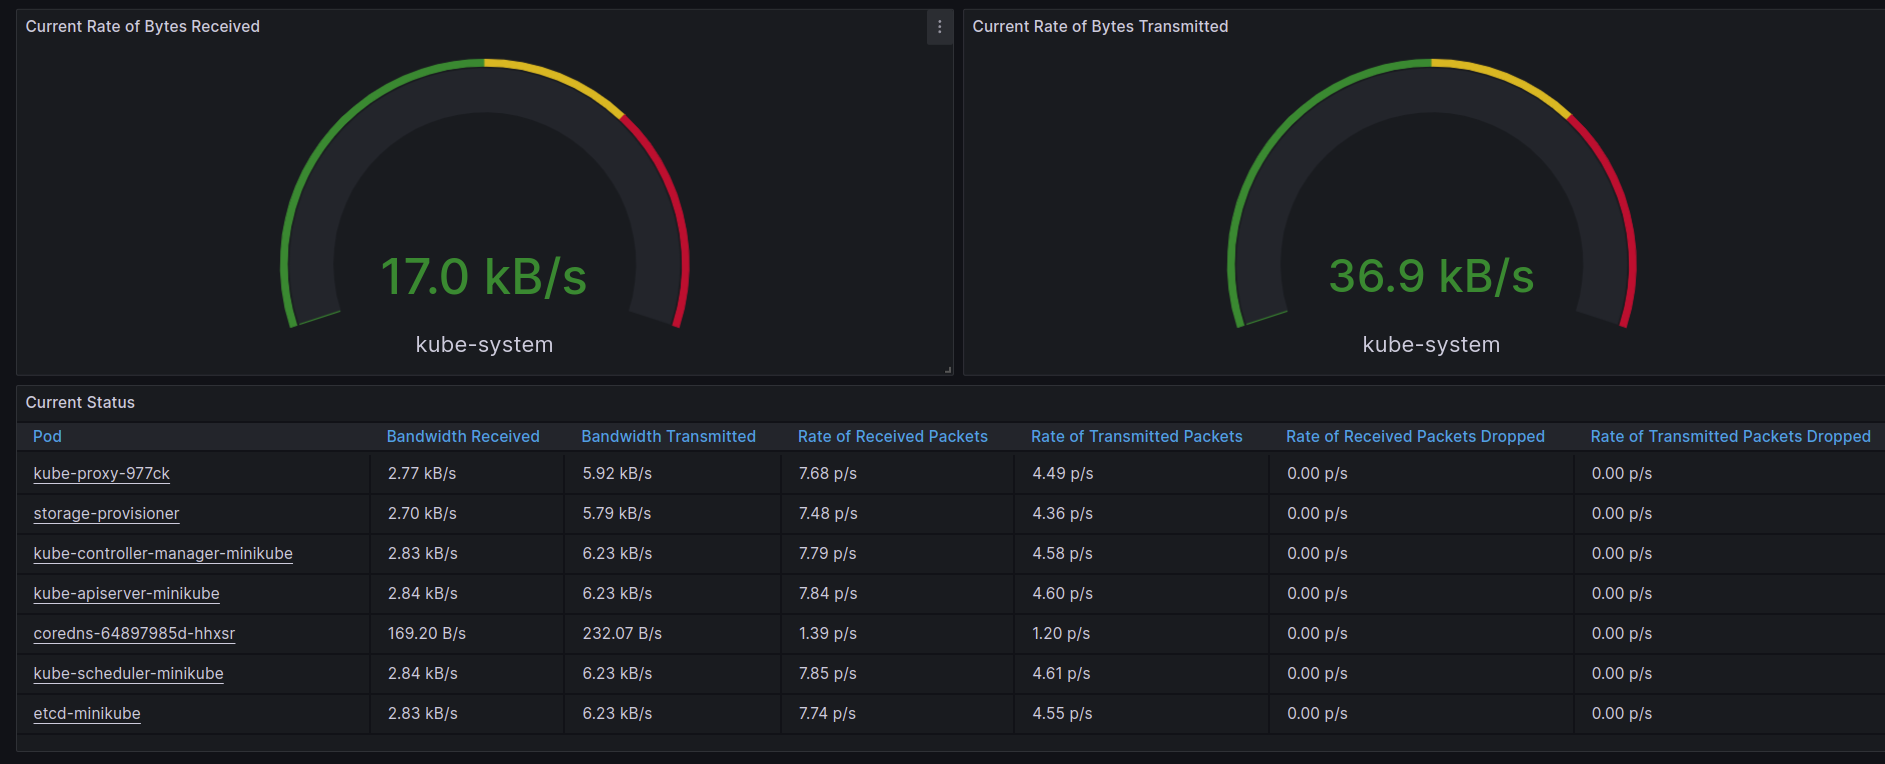 Current Rate of Bytes Received
Current Rate of Bytes Transmitted
17.0 kB/s
kube-system
36.9 kB/s
kube-system
Current Status
Pod Bandwidth Received Bandwidth Transmitted Rate of Received Packets Rate of Transmitted Packets Rate of Received Packets Dropped Rate of Transmitted Packets Dropped
kube-proxy-977ck 2.77 kB/s 5.92 kB/s 7.68 p/s 4.49 p/s 0.00 p/s 0.00 p/s
storage-provisioner 2.70 kB/s 5.79 kB/s 7.48 p/s 4.36 p/s 0.00 p/s 0.00 p/s
kube-controller-manager-minikube 2.83 kB/s 6.23 kB/s 7.79 p/s 4.58 p/s 0.00 p/s 0.00 p/s
kube-apiserver-minikube 2.84 kB/s 6.23 kB/s 7.84 p/s 4.60 p/s 0.00 p/s 0.00 p/s
coredns-64897985d-hhxsr 169.20 B/s 232.07 B/s 1.39 p/s 1.20 p/s 0.00 p/s 0.00 p/s
kube-scheduler-minikube 2.84 kB/s 6.23 kB/s 7.85 p/s 4.61 p/s 0.00 p/s 0.00 p/s
etcd-minikube 2.83 kB/s 6.23 kB/s 7.74 p/s 4.55 p/s 0.00 p/s 0.00 p/s